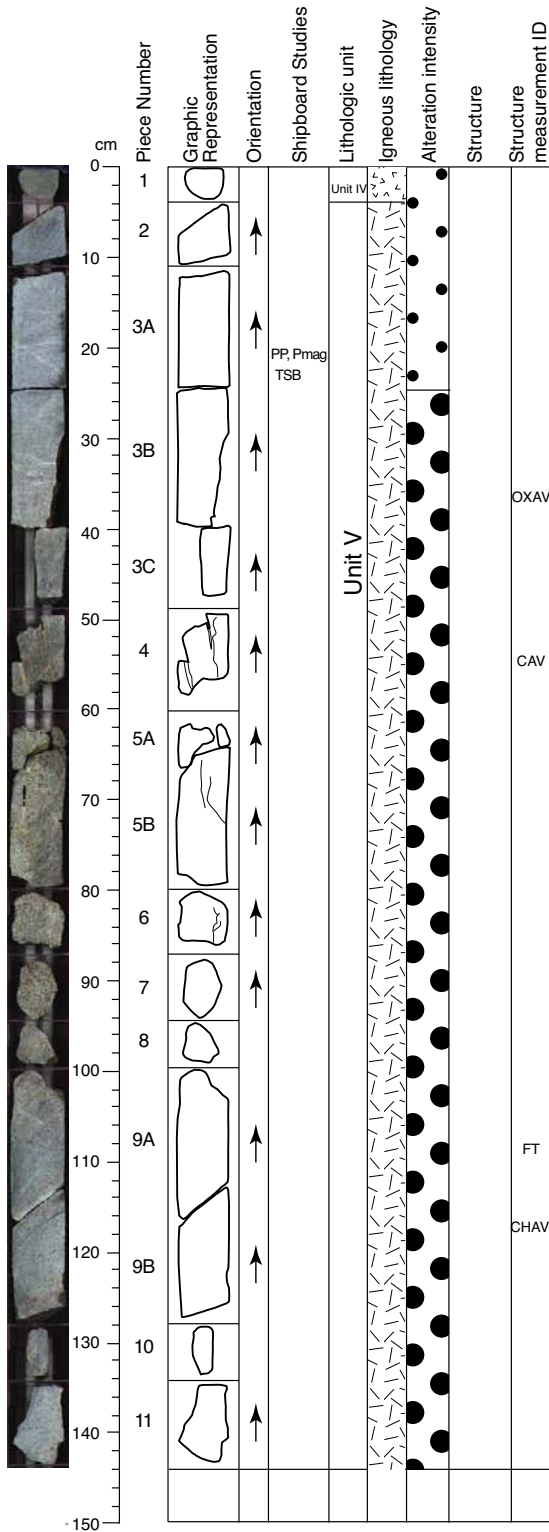 cm
Piece Number
Graphic
Representation
Orientation
Shipboard Studies
Lithologic unit
Igneous lithology
Alteration intensity
Structure
Structure
measurement ID
0
1
Unit IV
2
10
3A
20
PP, Pmag
TSB
30
3B
OXAV
40
3C
Unit V
50
4
CAV
60
5A
70
5B
80
6
90
7
8
100
9A
110
FT
CHAV
120
9B
130
10
11
140
150